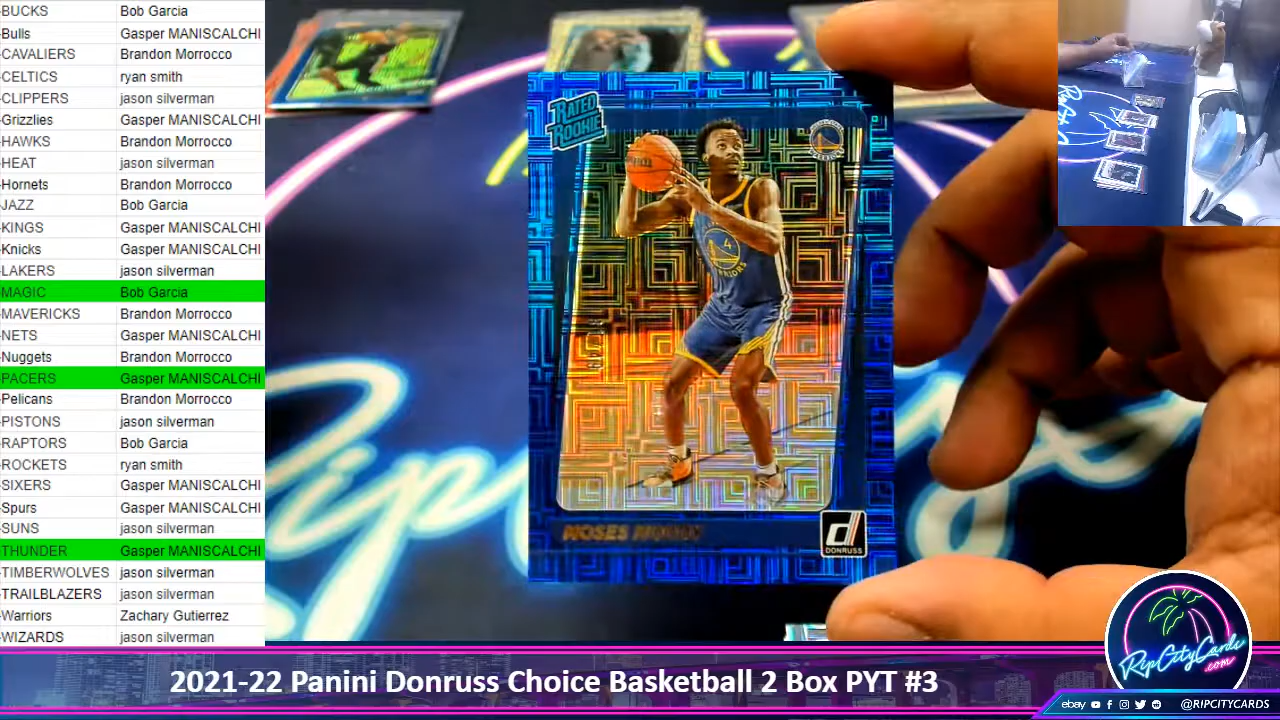 -BUCKS Bob Garcia
-Bulls Gasper MANISCALCHI
-CAVALIERS Brandon Morrocco
-CELTICS ryan smith
-CLIPPERS jason silverman
-Grizzlies Gasper MANISCALCHI
-HAWKS Brandon Morrocco
-HEAT jason silverman
-Hornets Brandon Morrocco
-JAZZ Bob Garcia
-KINGS Gasper MANISCALCHI
-Knicks Gasper MANISCALCHI
-LAKERS jason silverman
-MAGIC Bob Garcia
-MAVERICKS Brandon Morrocco
-NETS Gasper MANISCALCHI
-Nuggets Brandon Morrocco
-PACERS Gasper MANISCALCHI
-Pelicans Brandon Morrocco
-PISTONS jason silverman
-RAPTORS Bob Garcia
-ROCKETS ryan smith
-SIXERS Gasper MANISCALCHI
-Spurs Gasper MANISCALCHI
-SUNS jason silverman
-THUNDER Gasper MANISCALCHI
-TIMBERWOLVES jason silverman
-TRAILBLAZERS jason silverman
-Warriors Zachary Gutierrez
-WIZARDS jason silverman
RATED
ROOKIE
4
WARRIORS
MOSES MOODY
DONRUSS
RipCityCards
.com
2021-22 Panini Donruss Choice Basketball 2 Box PYT #3
ebay
@RIPCITYCARDS